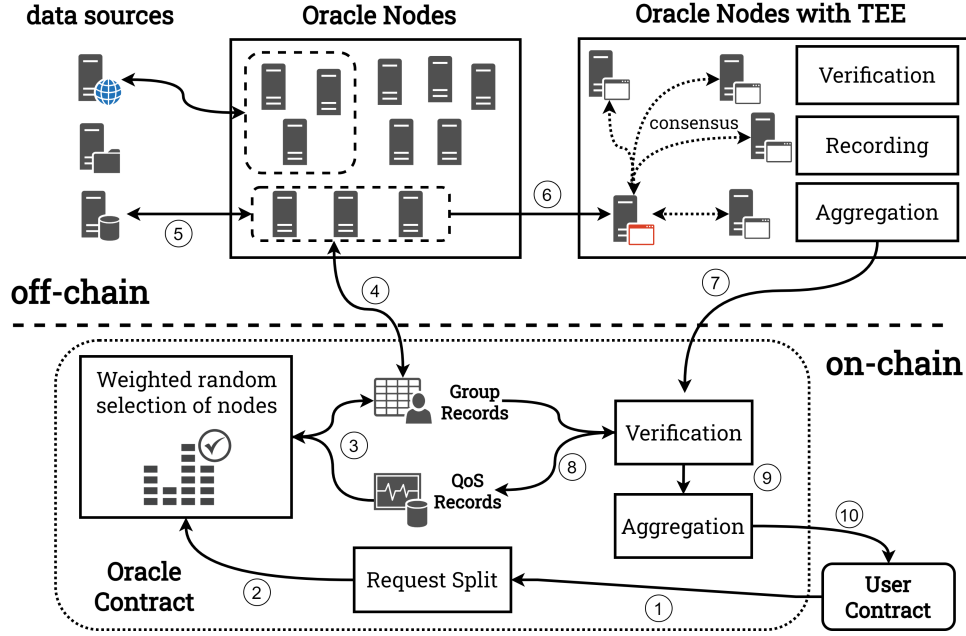 data sources
Oracle Nodes
Oracle Nodes with TEE
Verification
consensus
Recording
Aggregation
5
6
4
7
off-chain
on-chain
Weighted random
selection of nodes
Group
Records
3
QoS
Records
8
Verification
9
Aggregation
10
Oracle
Contract
2
Request Split
1
User
Contract